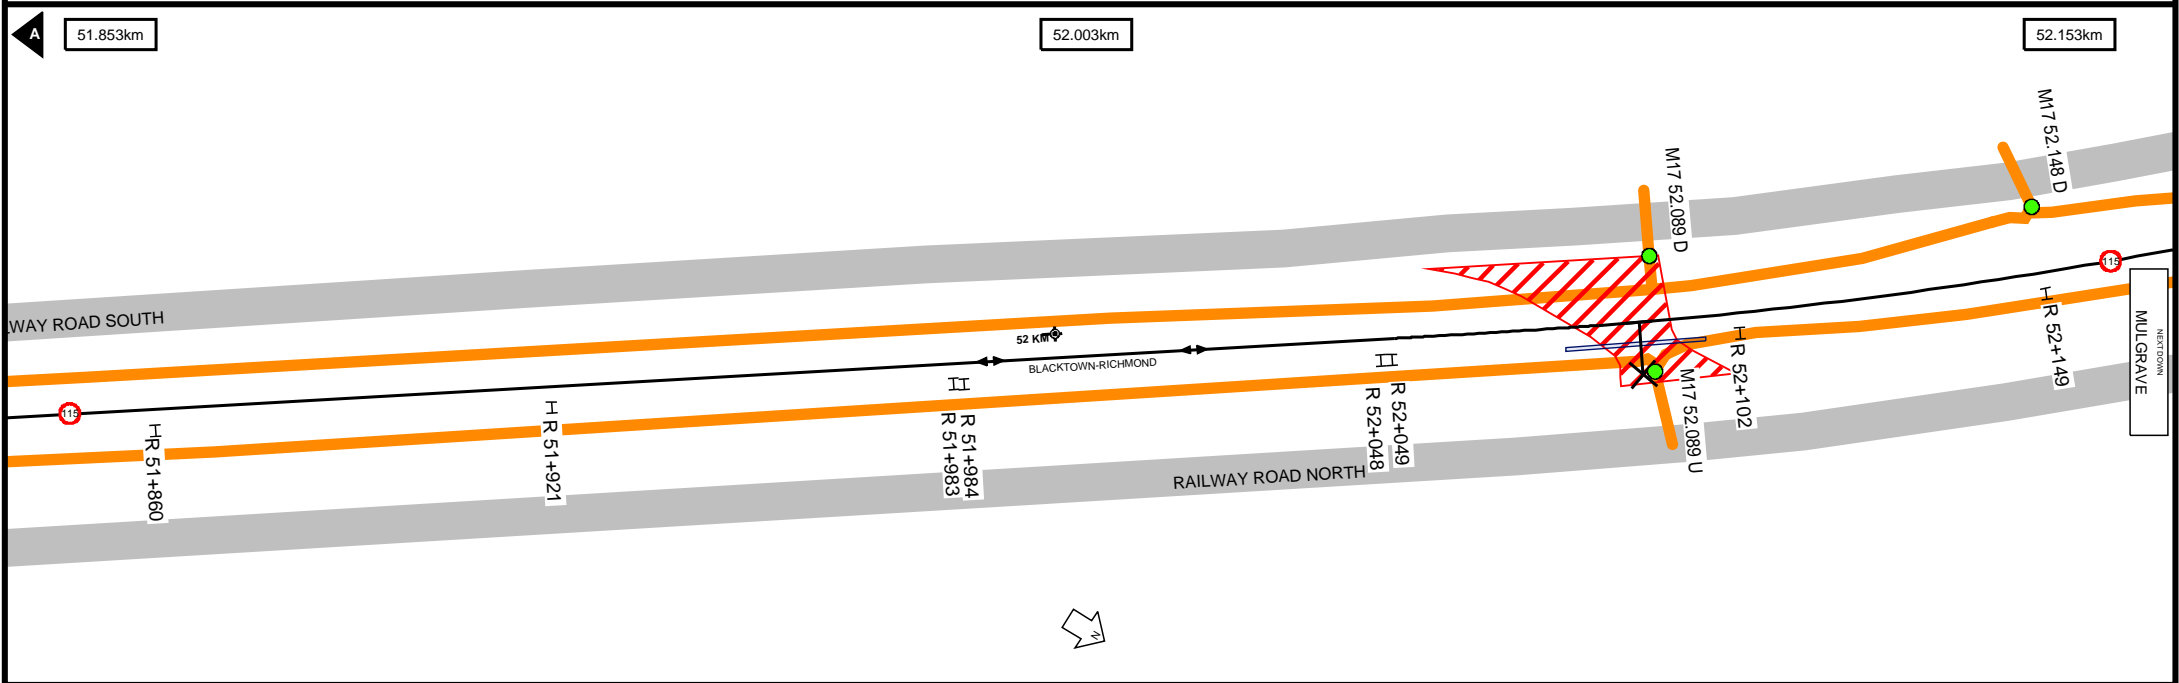 A
51.853km
52.003km
52.153km
M17 52.148 D
M17 52.089 D
LWAY ROAD SOUTH
52 KM
BLACKTOWN-RICHMOND
115
115
R 51+860
R 51+921
R 51+983
R 51+984
R 52+048
R 52+049
M17 52.089 U
R 52+102
R 52+149
MULGRAVE
NEXT DOWN
RAILWAY ROAD NORTH
N